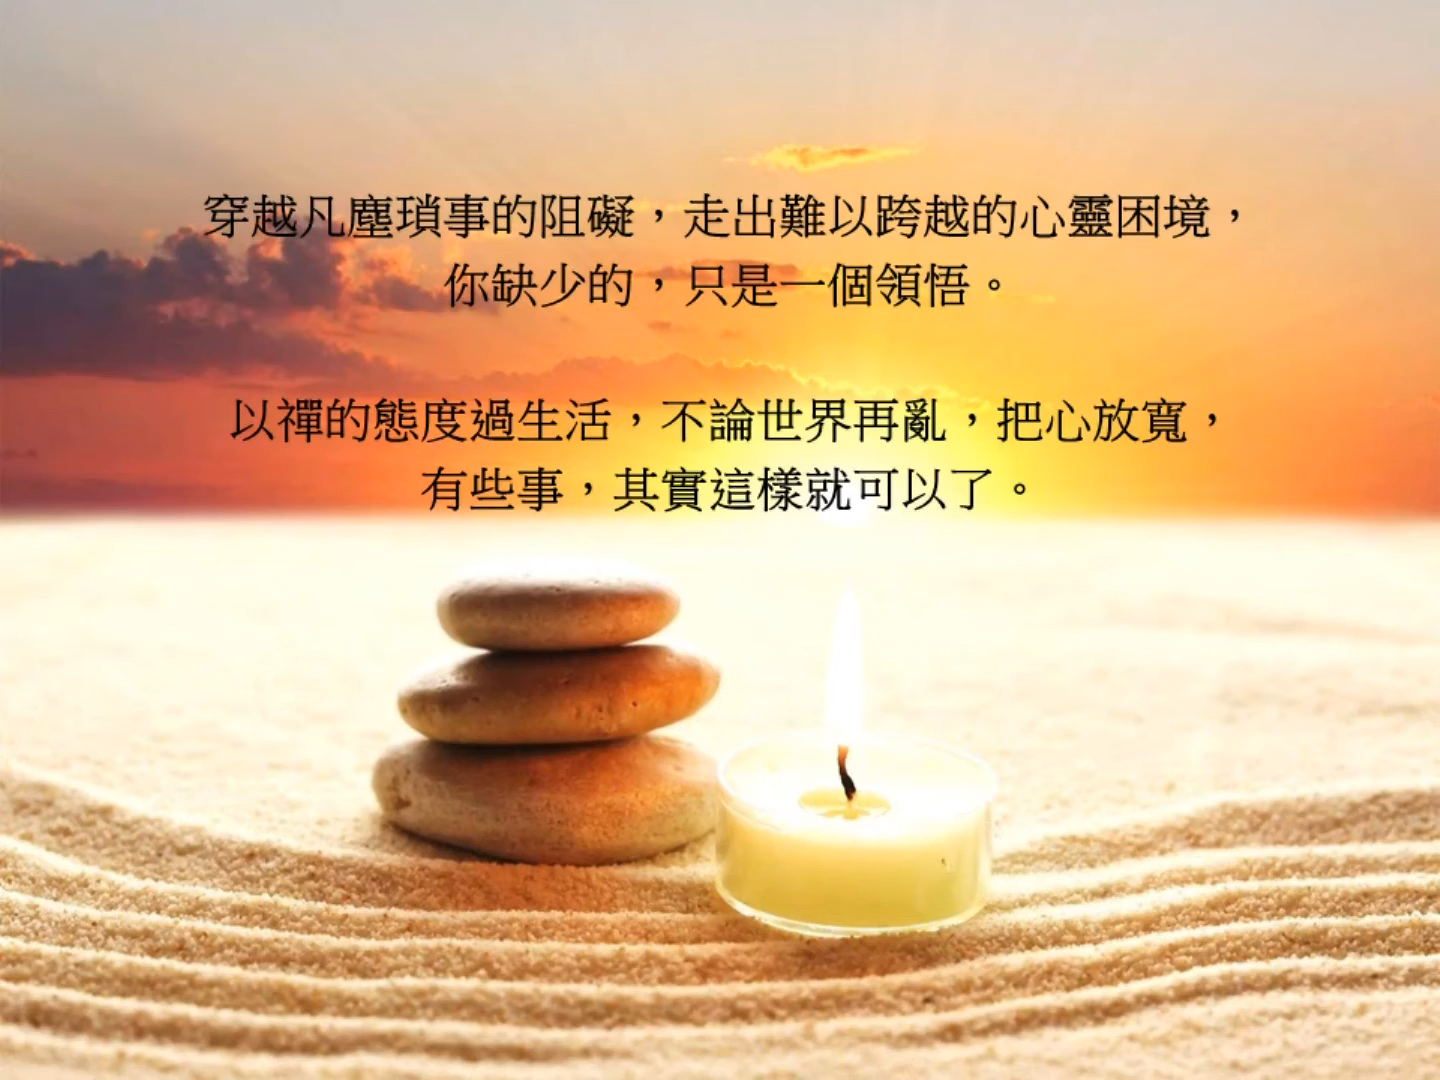 穿越凡塵瑣事的阻礙，走出難以跨越的心靈困境，
你缺少的，只是一個領悟。
以禪的態度過生活，不論世界再亂，把心放寬，
有些事，其實這樣就可以了。